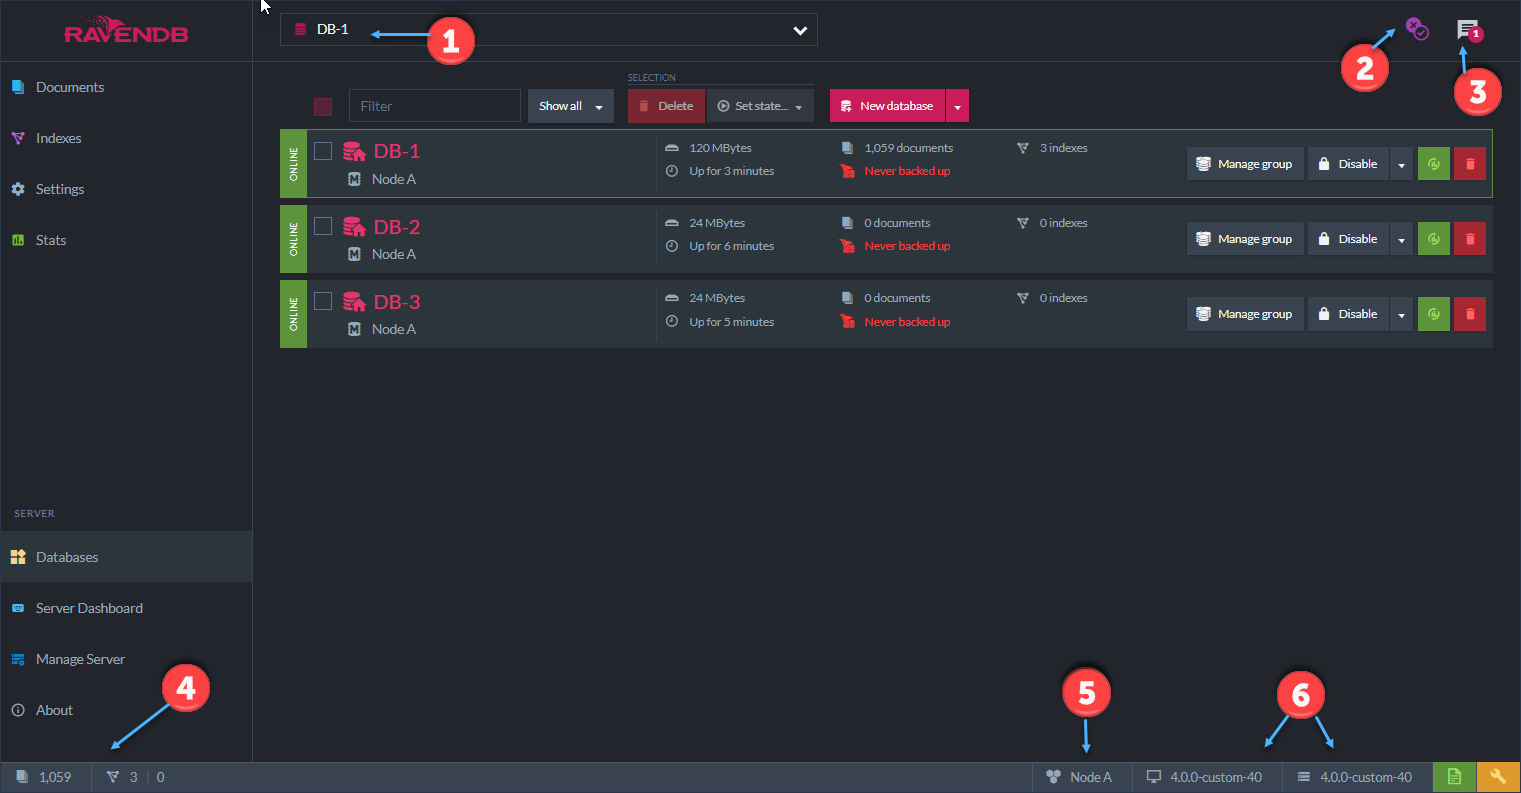 RAVENDB
DB-1
1
2
1
3
Documents
Indexes
Settings
Stats
SELECTION
Filter
Show all
Delete
Set state...
New database
ONLINE
DB-1
Node A
120 MBytes
Up for 3 minutes
1,059 documents
Never backed up
3 indexes
Manage group
Disable
ONLINE
DB-2
Node A
24 MBytes
Up for 6 minutes
0 documents
Never backed up
0 indexes
Manage group
Disable
ONLINE
DB-3
Node A
24 MBytes
Up for 5 minutes
0 documents
Never backed up
0 indexes
Manage group
Disable
SERVER
Databases
Server Dashboard
Manage Server
About
4
5
6
1,059
3 | 0
Node A
4.0.0-custom-40
4.0.0-custom-40